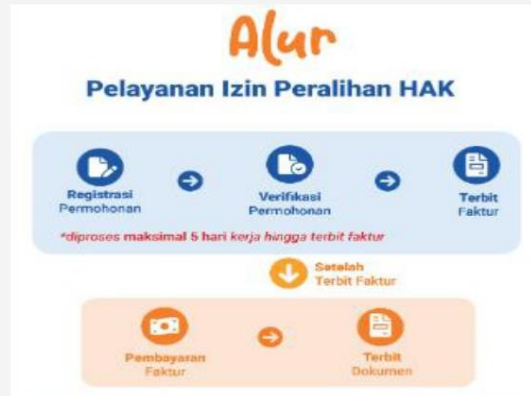 Alur
Pelayanan Izin Peralihan HAK
Registrasi
Permohonan
Verifikasi
Permohonan
Terbit
Faktur
*diproses maksimal 5 hari kerja hingga terbit faktur
Setelah
Terbit Faktur
Pembayaran
Faktur
Terbit
Dokumen